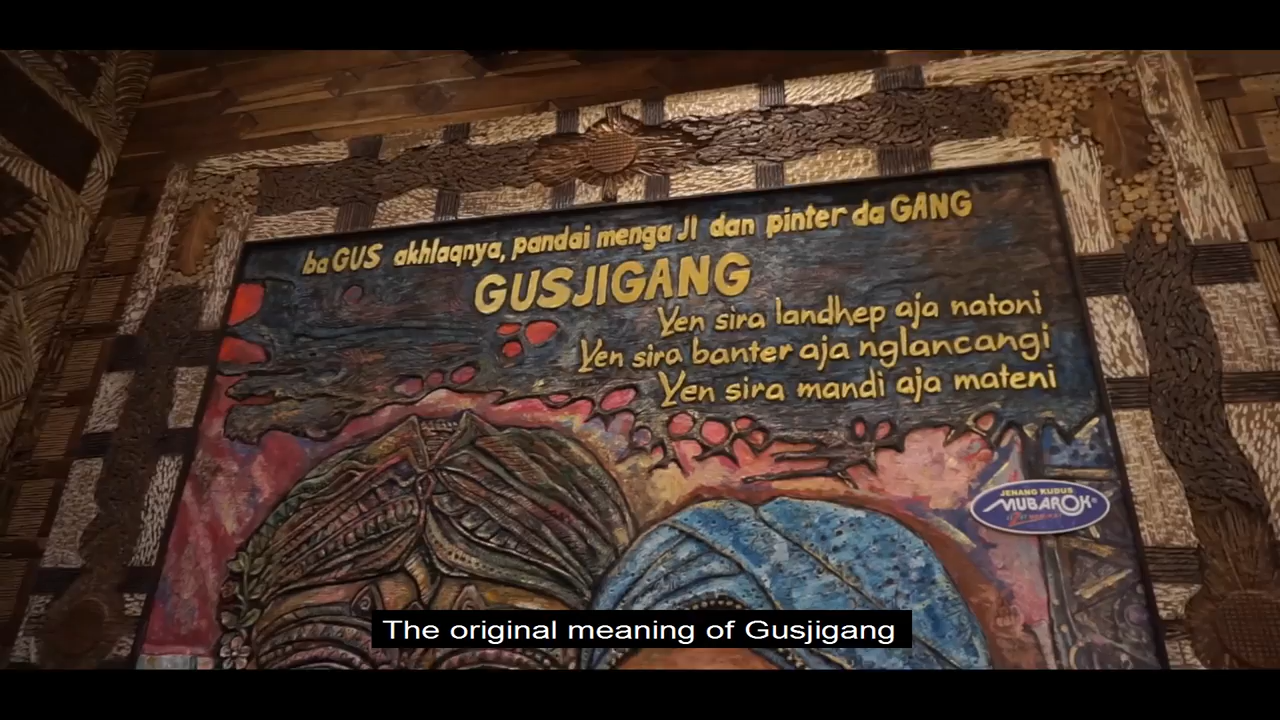 baGUS akhlaqnya, pandai mengaJI dan pinter daGANG
GUSJIGANG
Yen sira landhep aja natoni
Yen sira banter aja nglancangi
Yen sira mandi aja mateni
JENANG KUDUS
MUBAROK
The original meaning of Gusjigang